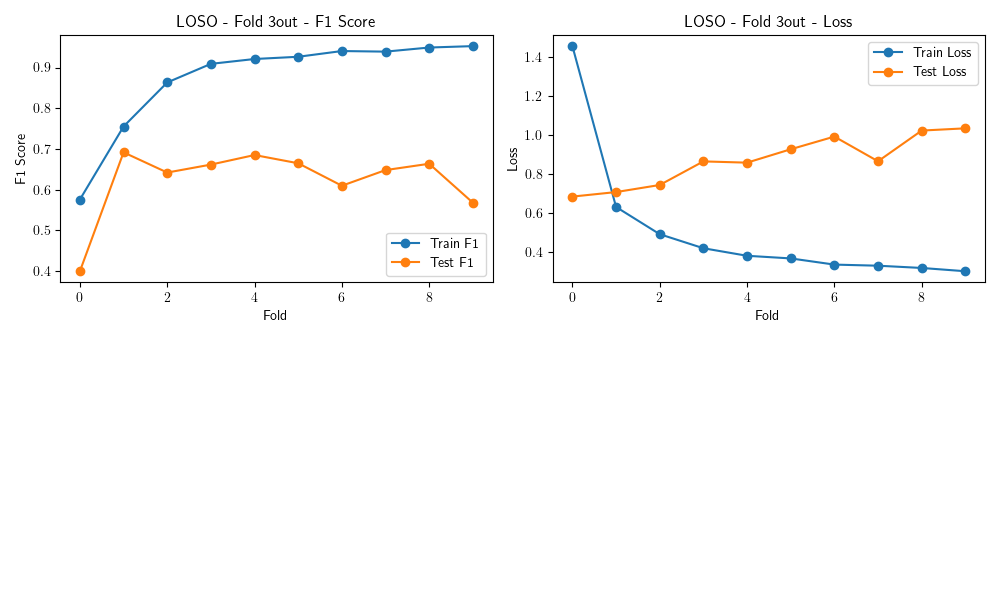 LOSO - Fold 3out - F1 Score
F1 Score
0.9
0.8
0.7
0.6
0.5
0.4
0 2 4 6 8
Fold
Train F1
Test F1
LOSO - Fold 3out - Loss
Loss
1.4
1.2
1.0
0.8
0.6
0.4
0 2 4 6 8
Fold
Train Loss
Test Loss